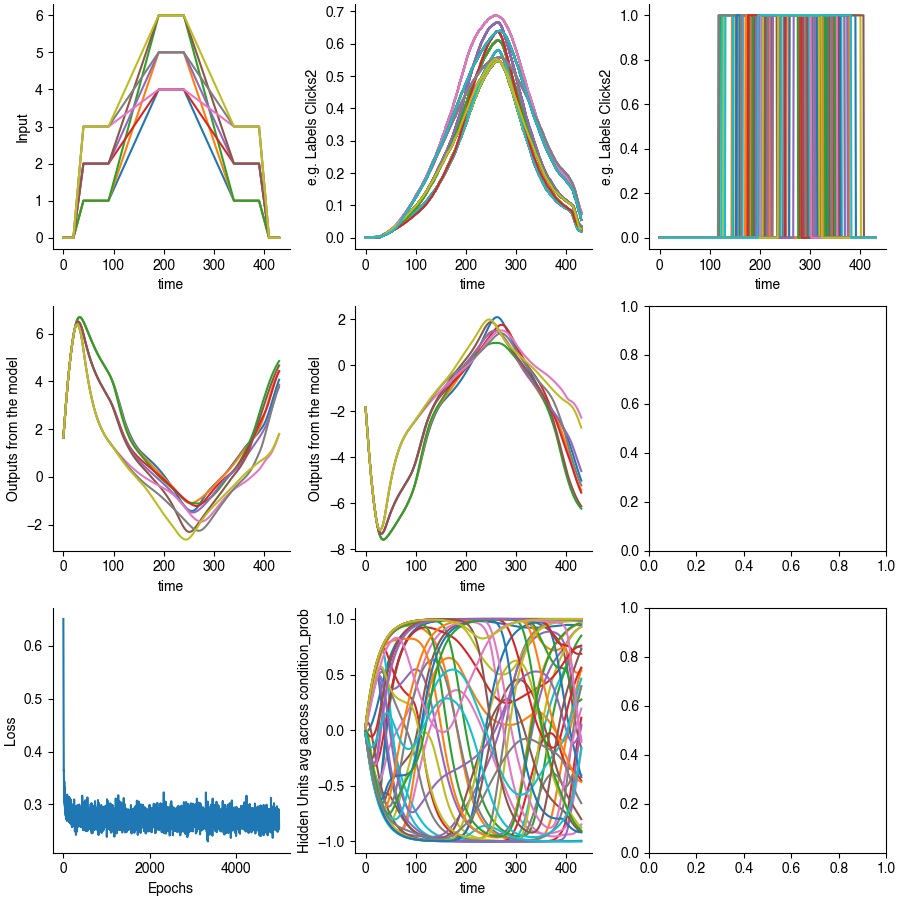 6
5
4
3
2
1
0
Input
0 100 200 300 400
time
0.7
0.6
0.5
0.4
0.3
0.2
0.1
0.0
e.g. Labels Clicks2
0 100 200 300 400
time
1.0
0.8
0.6
0.4
0.2
0.0
e.g. Labels Clicks2
0 100 200 300 400
time
6
4
2
0
−2
Outputs from the model
0 100 200 300 400
time
2
0
−2
−4
−6
−8
Outputs from the model
0 100 200 300 400
time
1.0
0.8
0.6
0.4
0.2
0.0
0.0 0.2 0.4 0.6 0.8 1.0
0.6
0.5
0.4
0.3
Loss
0 2000 4000
Epochs
1.0
0.5
0.0
−0.5
−1.0
Hidden Units avg across condition_prob
0 100 200 300 400
time
1.0
0.8
0.6
0.4
0.2
0.0
0.0 0.2 0.4 0.6 0.8 1.0